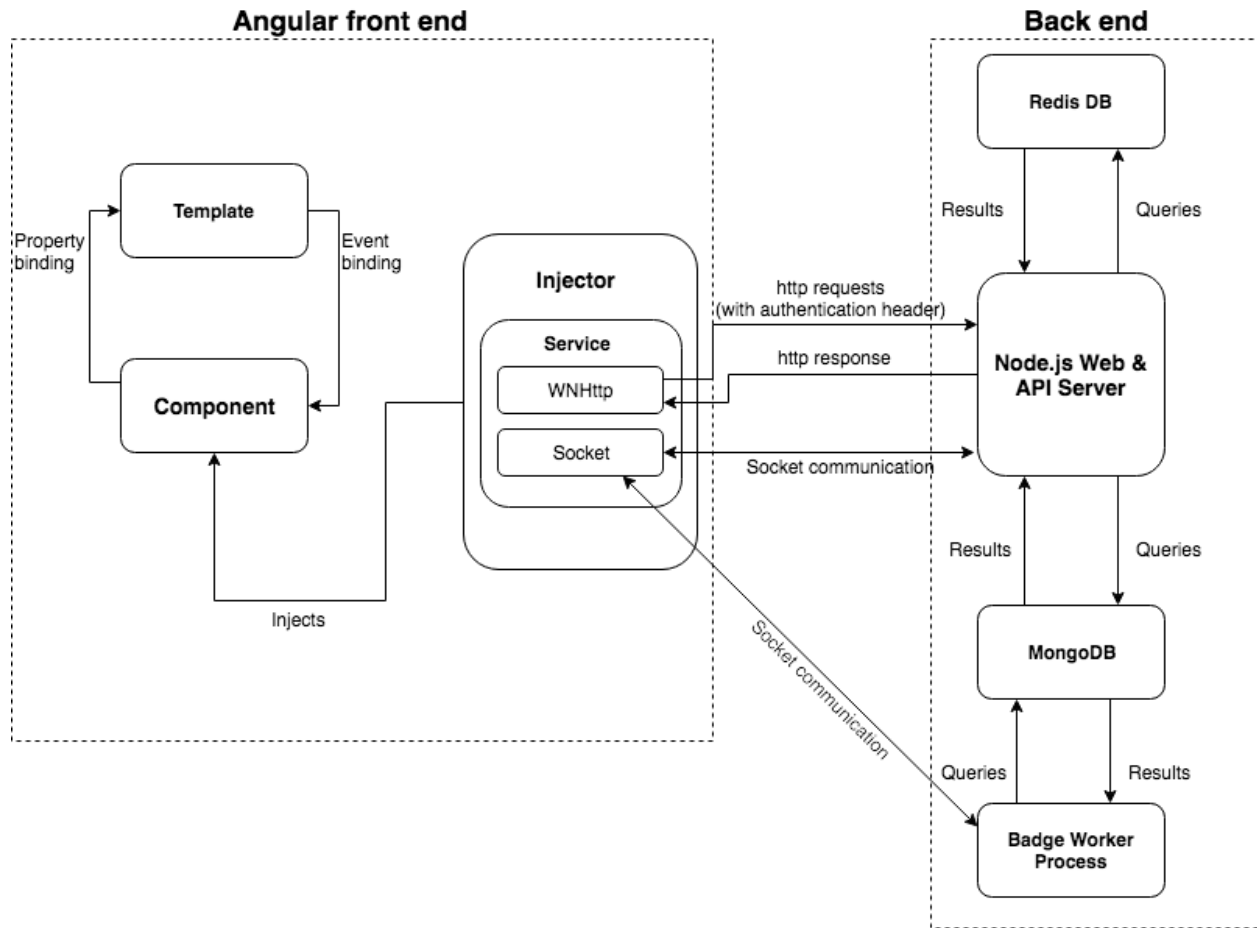 Angular front end
Back end
Redis DB
Template
Results
Queries
Property
binding
Event
binding
Injector
http requests
(with authentication header)
Service
http response
Node.js Web &
API Server
WNHttp
Component
Socket
Socket communication
Results
Queries
Injects
Socket communication
MongoDB
Queries
Results
Badge Worker
Process